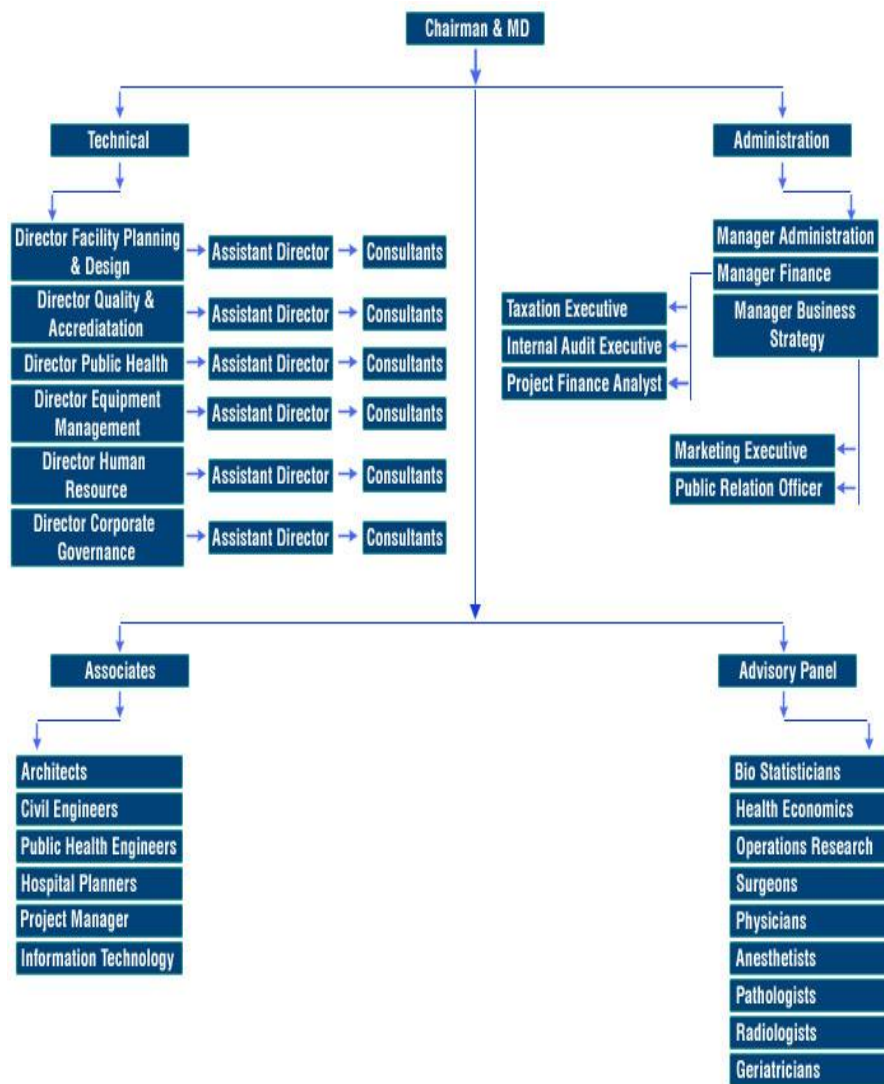 Chairman & MD
Technical
Administration
Director Facility Planning
& Design
Assistant Director
Consultants
Director Quality &
Accrediatation
Assistant Director
Consultants
Director Public Health
Assistant Director
Consultants
Director Equipment
Management
Assistant Director
Consultants
Director Human
Resource
Assistant Director
Consultants
Director Corporate
Governance
Assistant Director
Consultants
Manager Administration
Manager Finance
Manager Business
Strategy
Taxation Executive
Internal Audit Executive
Project Finance Analyst
Marketing Executive
Public Relation Officer
Associates
Advisory Panel
Architects
Civil Engineers
Public Health Engineers
Hospital Planners
Project Manager
Information Technology
Bio Statisticians
Health Economics
Operations Research
Surgeons
Physicians
Anesthetists
Pathologists
Radiologists
Geriatricians